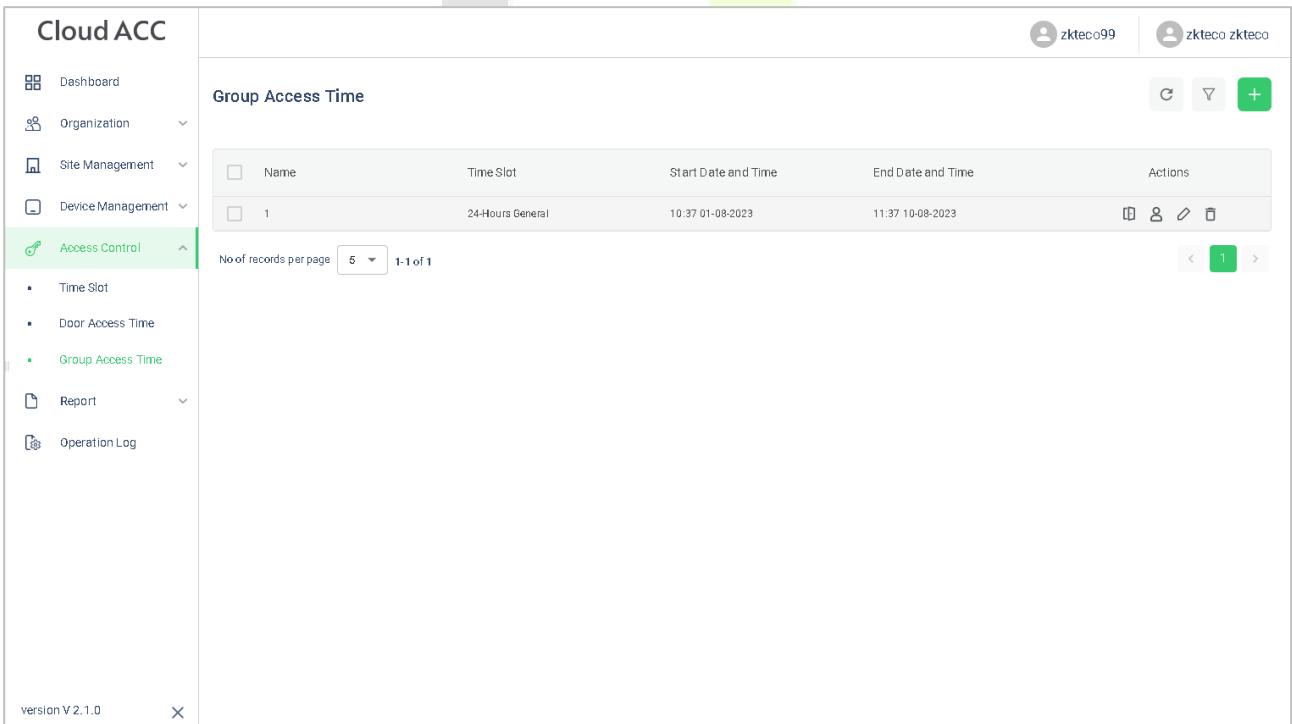 Cloud ACC
zkteco99
zkteco zkteco
Dashboard
Organization
Site Management
Device Management
Access Control
Time Slot
Door Access Time
Group Access Time
Report
Operation Log
version V 2.1.0
Group Access Time
Name Time Slot Start Date and Time End Date and Time Actions
1 24-Hours General 10:37 01-08-2023 11:37 10-08-2023
No of records per page 5 1-1 of 1
1